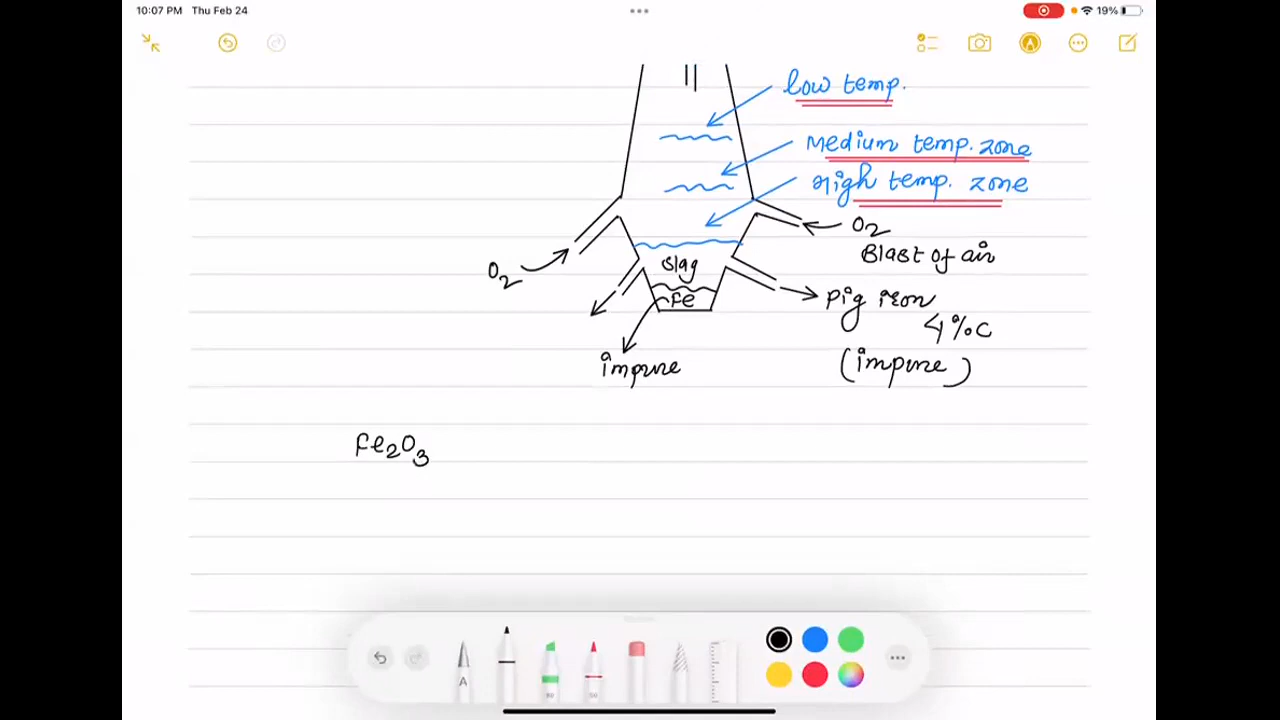 10:07 PM Thu Feb 24
19%
low temp.
Medium temp. zone
High temp. zone
O2
Blast of air
O2
slag
Fe
pig iron
4%C
impure
(impure)
Fe2O3
A